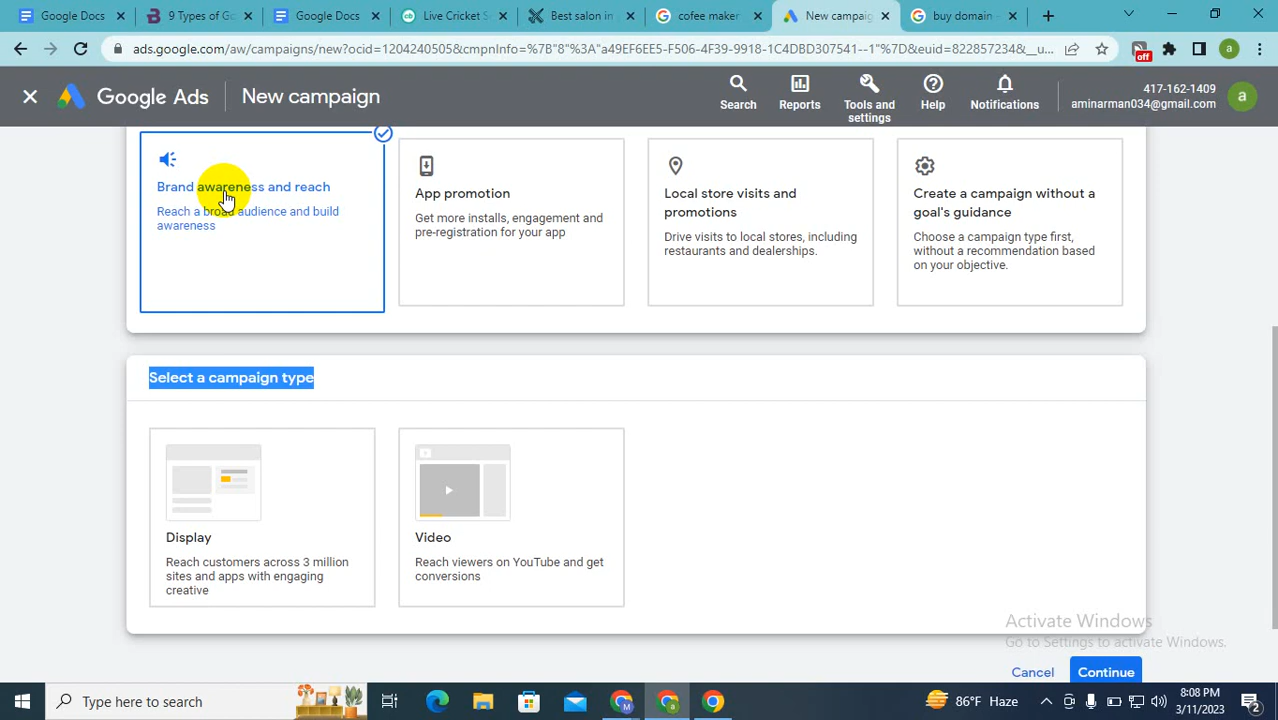 Google Docs
9 Types of Go
Google Docs
Live Cricket S
Best salon in
cofee maker
New campaig
buy domain
ads.google.com/aw/campaigns/new?ocid=1204240505&cmpnInfo=%7B"8"%3A"a49EF6EE5-F506-4F39-9918-1C4DBD307541--1"%7D&euid=822857234&__u...
off
a
Google Ads
New campaign
Search
Reports
Tools and
settings
Help
Notifications
417-162-1409
aminarman034@gmail.com
a
Brand awareness and reach
Reach a broad audience and build
awareness
App promotion
Get more installs, engagement and
pre-registration for your app
Local store visits and
promotions
Drive visits to local stores, including
restaurants and dealerships.
Create a campaign without a
goal's guidance
Choose a campaign type first,
without a recommendation based
on your objective.
Select a campaign type
Display
Reach customers across 3 million
sites and apps with engaging
creative
Video
Reach viewers on YouTube and get
conversions
Activate Windows
Go to Settings to activate Windows.
Cancel
Continue
Type here to search
86°F Haze
8:08 PM
3/11/2023
2